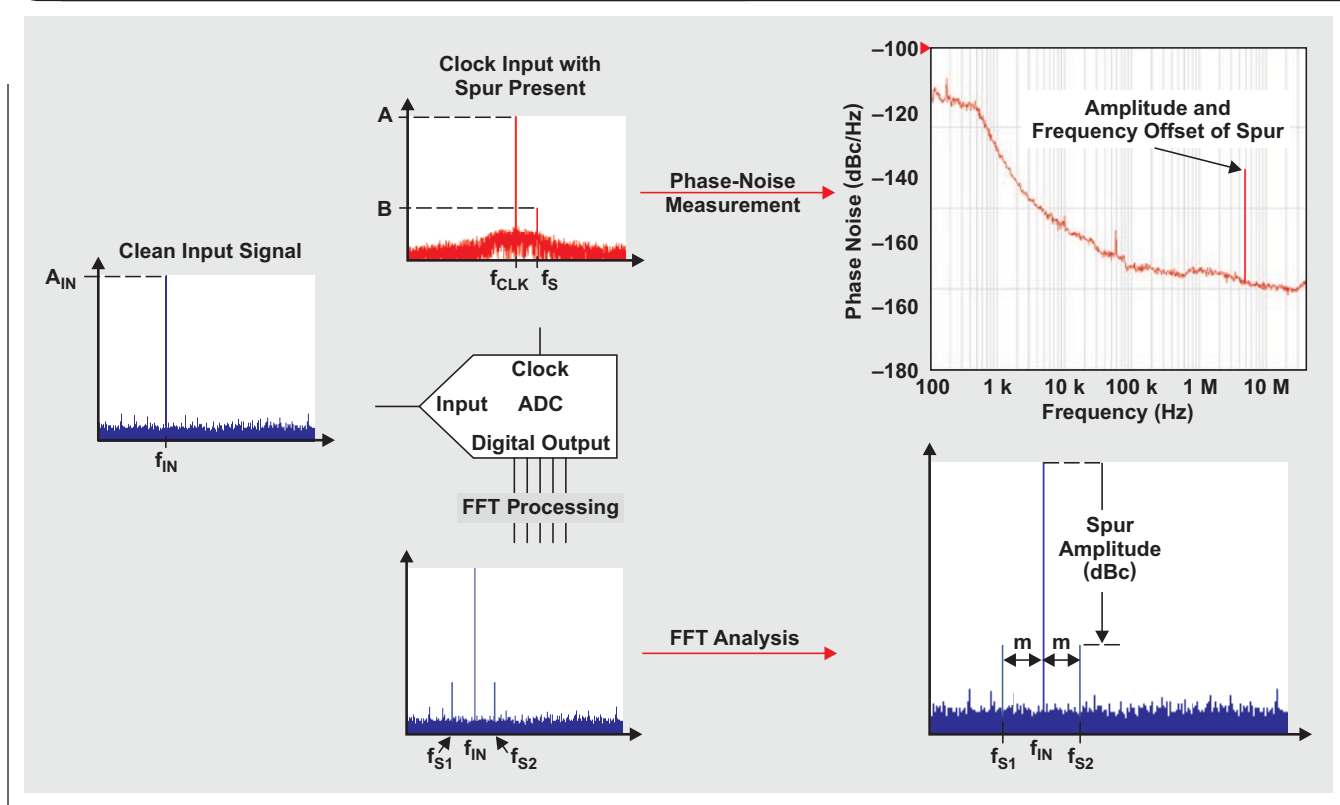 Clock Input with
Spur Present
A
B
fCLK
fS
Clean Input Signal
AIN
fIN
Phase-Noise
Measurement
Phase Noise (dBc/Hz)
–100
–120
–140
–160
–160
–180
100
1 k
10 k
100 k
1 M
10 M
Frequency (Hz)
Amplitude and
Frequency Offset of Spur
Clock
Input
ADC
Digital Output
FFT Processing
fS1
fIN
fS2
FFT Analysis
Spur
Amplitude
(dBc)
m
m
fS1
fIN
fS2